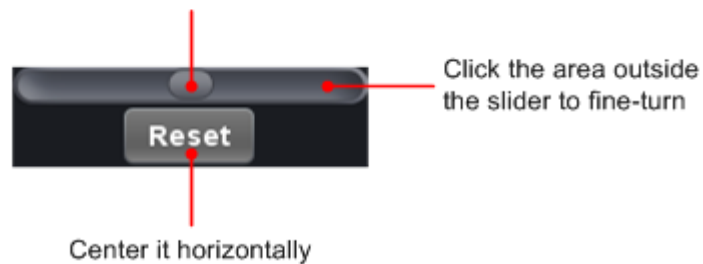 Click the area outside
the slider to fine-turn
Reset
Center it horizontally